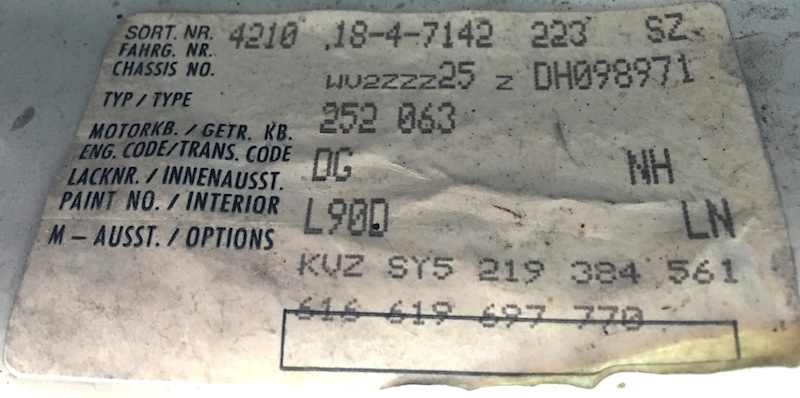 SORT. NR. 4210 18-4-7142 223 SZ
FAHRG. NR.
CHASSIS NO. WV2ZZZ25 Z DH098971
TYP / TYPE 252 063
MOTORKB. / GETR. KB.
ENG. CODE/TRANS. CODE DG NH
LACKNR. / INNENAUSST.
PAINT NO. / INTERIOR L90D LN
M – AUSST. / OPTIONS
KVZ SY5 219 384 561
616 619 697 770